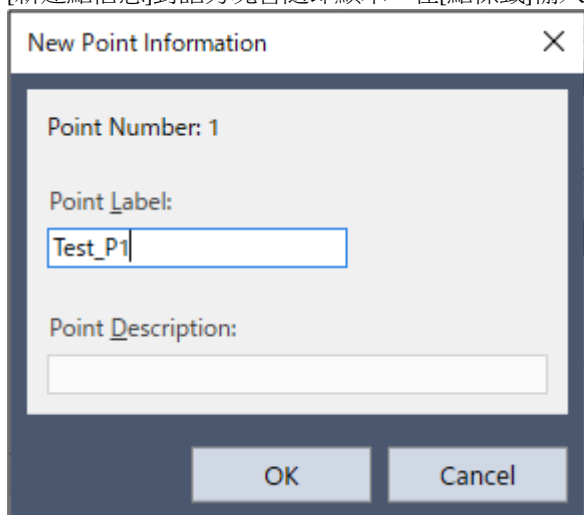 New Point Information
Point Number: 1
Point Label:
Test_P1
Point Description:
OK
Cancel